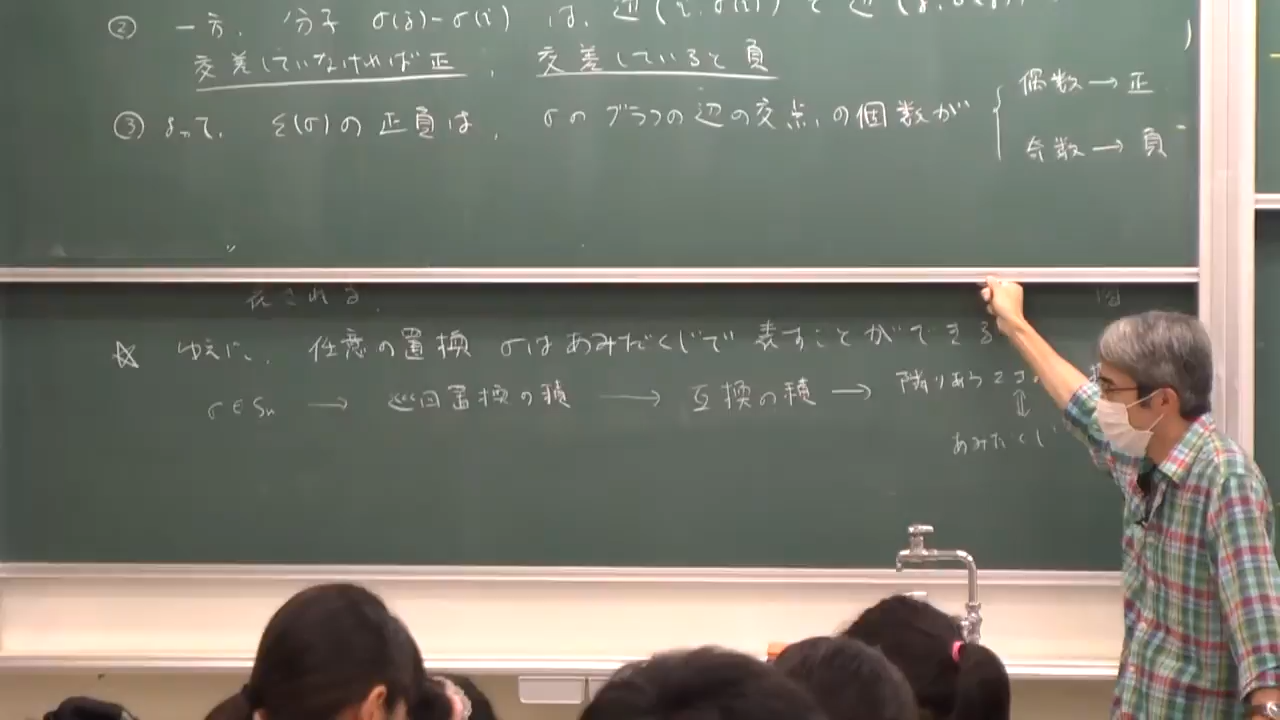 ② 一方、分子 σ(j)-σ(i) は、辺(i, σ(i)) と 辺(j, σ(j))
交差していなければ正、交差していると負
③ よって、ε(σ)の正負は、σのグラフの辺の交点の個数が { 偶数→正
奇数→負
表される.
☆ ゆえに、任意の置換 σはあみだくじで 表すことができる
σ∈Sn → 巡回置換の積 → 互換の積 → 隣りあう2つの
⇕
あみだくじ